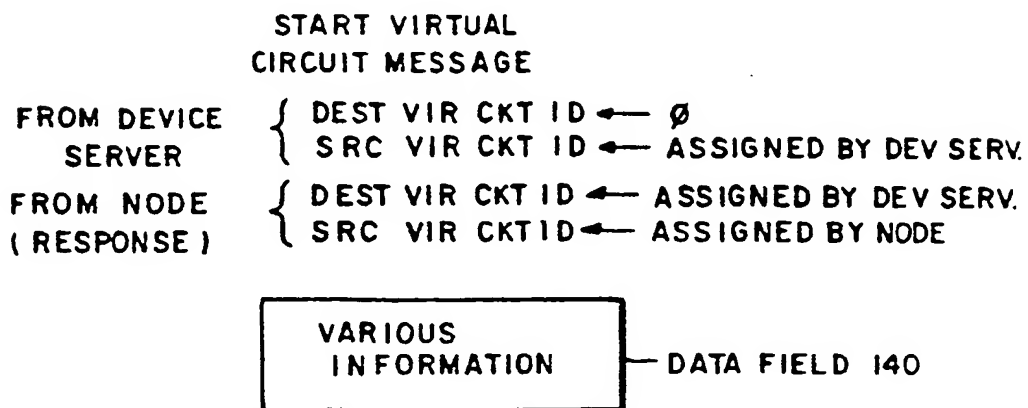 START VIRTUAL
CIRCUIT MESSAGE
FROM DEVICE
SERVER
DEST VIR CKT ID ← Ø
SRC VIR CKT ID ← ASSIGNED BY DEV SERV.
FROM NODE
(RESPONSE)
DEST VIR CKT ID ← ASSIGNED BY DEV SERV.
SRC VIR CKT ID ← ASSIGNED BY NODE
VARIOUS
INFORMATION
DATA FIELD 140